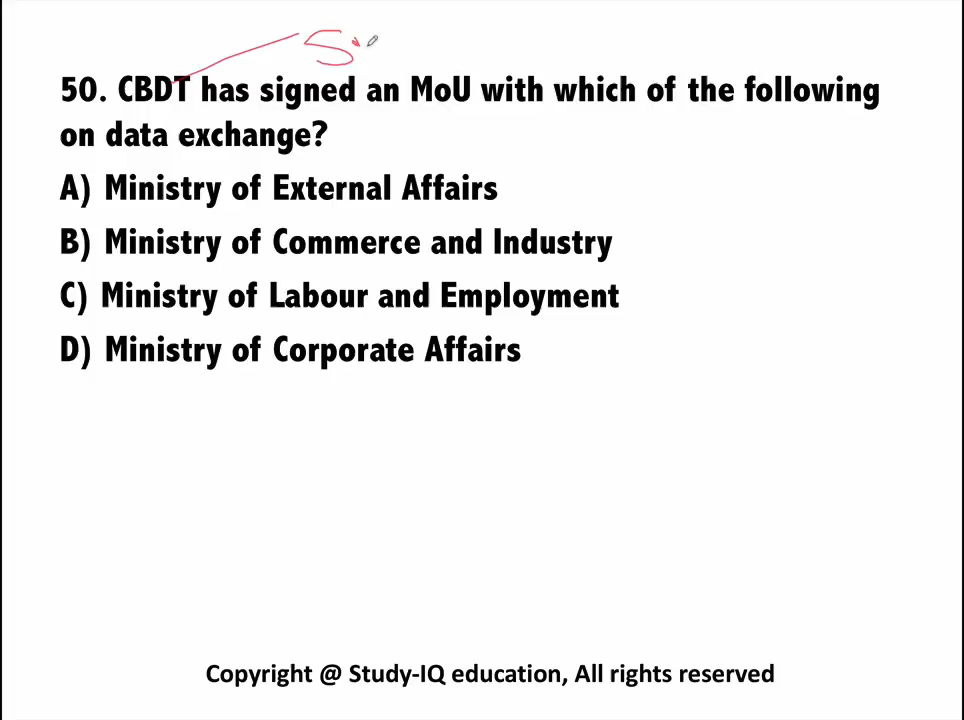 50. CBDT has signed an MoU with which of the following
on data exchange?
A) Ministry of External Affairs
B) Ministry of Commerce and Industry
C) Ministry of Labour and Employment
D) Ministry of Corporate Affairs
Copyright @ Study-IQ education, All rights reserved